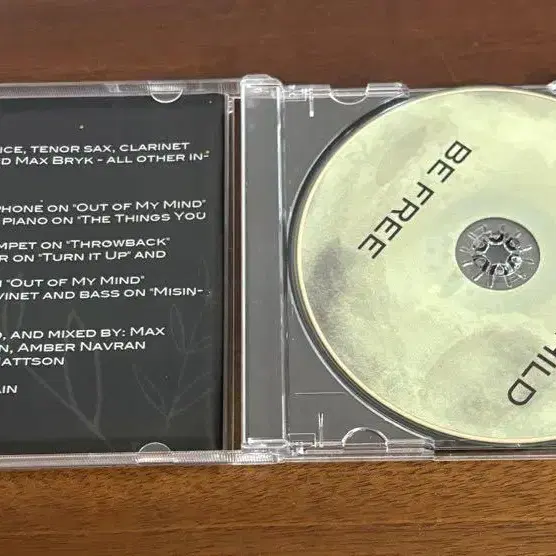 ICE, TENOR SAX, CLARINET
D MAX BRYK - ALL OTHER IN-
PHONE ON "OUT OF MY MIND"
PIANO ON "THE THINGS YOU
MPET ON "THROWBACK"
R ON "TURN IT UP" AND
"OUT OF MY MIND"
VINET AND BASS ON "MISIN-
, AND MIXED BY: MAX
N, AMBER NAVRAN
MATTSON
AIN
BE FREE
HILD